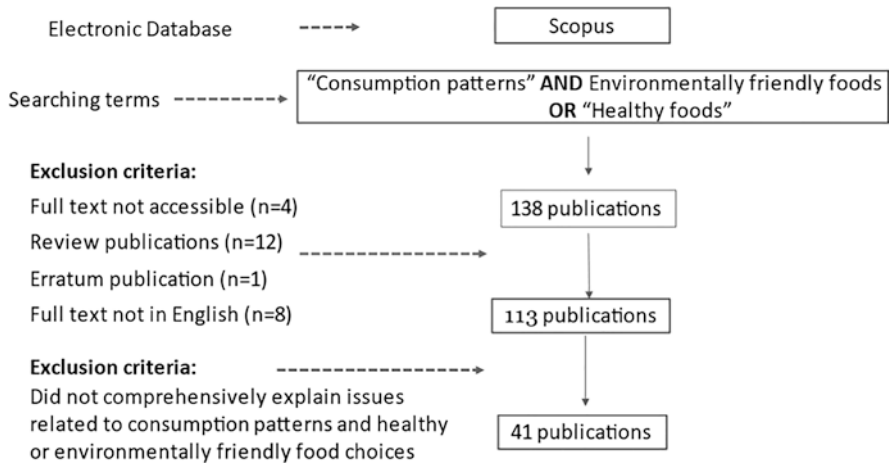 Electronic Database
Scopus
Searching terms
“Consumption patterns” AND Environmentally friendly foods
OR “Healthy foods”
Exclusion criteria:
Full text not accessible (n=4)
Review publications (n=12)
Erratum publication (n=1)
Full text not in English (n=8)
138 publications
113 publications
Exclusion criteria:
Did not comprehensively explain issues
related to consumption patterns and healthy
or environmentally friendly food choices
41 publications